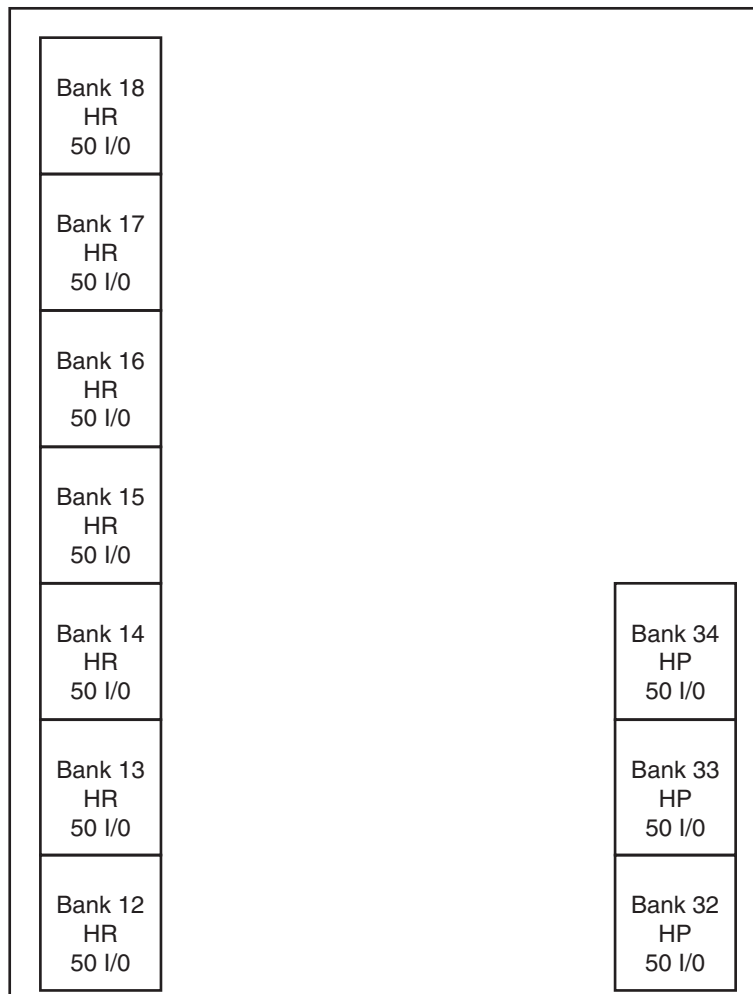 Bank 18
HR
50 I/0
Bank 17
HR
50 I/0
Bank 16
HR
50 I/0
Bank 15
HR
50 I/0
Bank 14
HR
50 I/0
Bank 13
HR
50 I/0
Bank 12
HR
50 I/0
Bank 34
HP
50 I/0
Bank 33
HP
50 I/0
Bank 32
HP
50 I/0